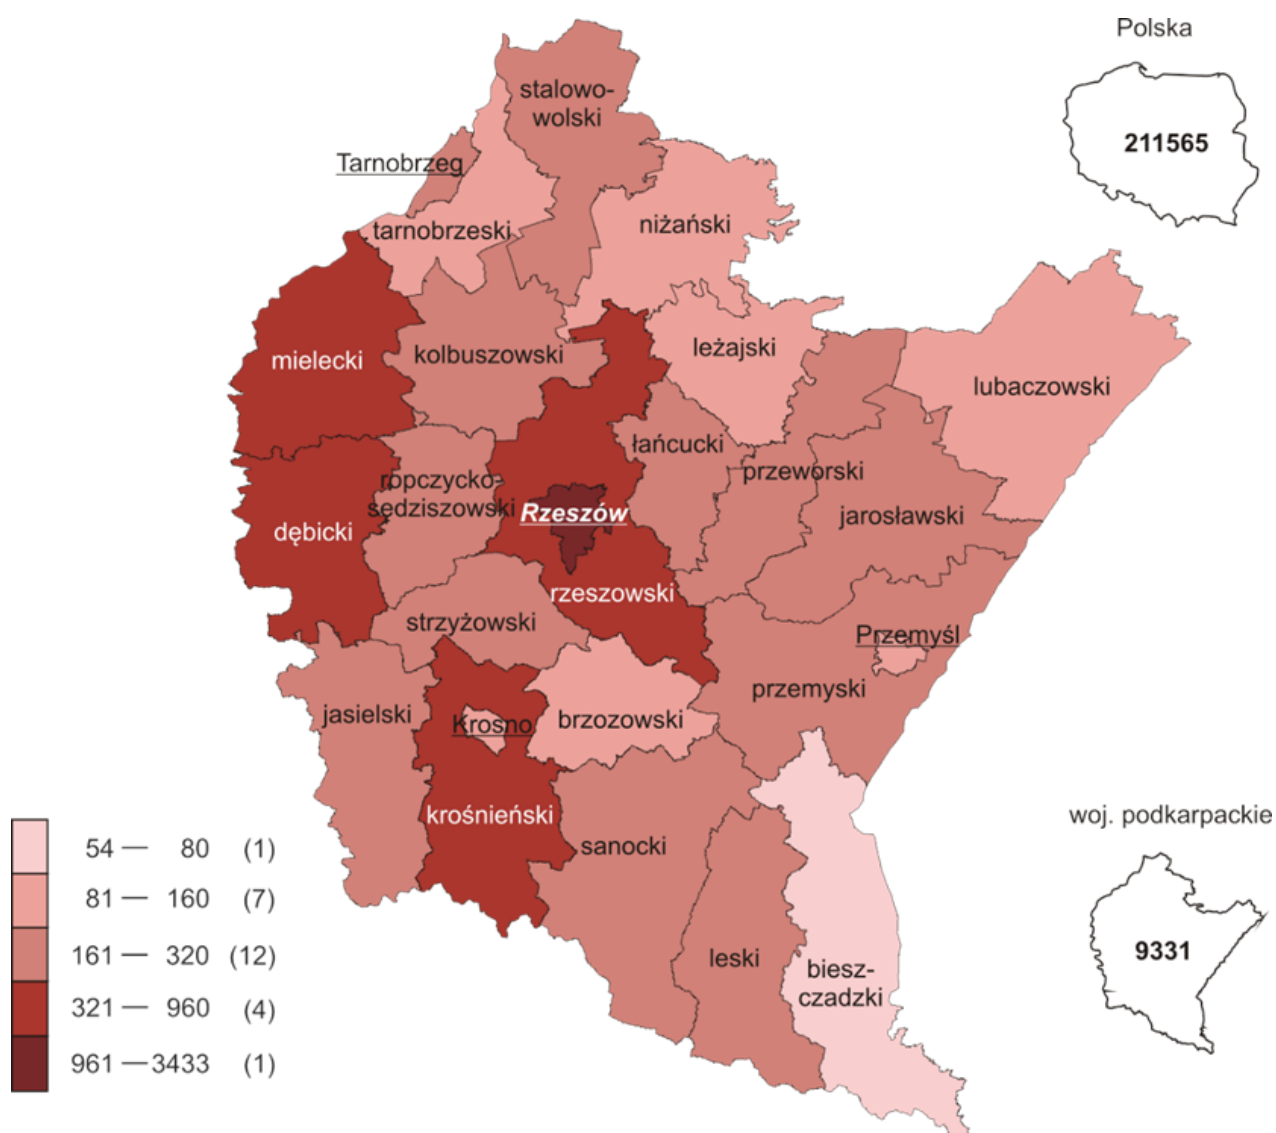 Polska
211565
stalowo-
wolski
Tarnobrzeg
tarnobrzeski
niżański
mielecki
kolbuszowski
leżajski
lubaczowski
łańcucki
przeworski
ropczycko-
sędziszowski
Rzeszów
jarosławski
dębicki
rzeszowski
strzyżowski
Przemyśl
przemyski
jasielski
Krosno
brzozowski
krośnieński
sanocki
leski
biesz-
czadzki
woj. podkarpackie
9331
54 — 80 (1)
81 — 160 (7)
161 — 320 (12)
321 — 960 (4)
961 — 3433 (1)